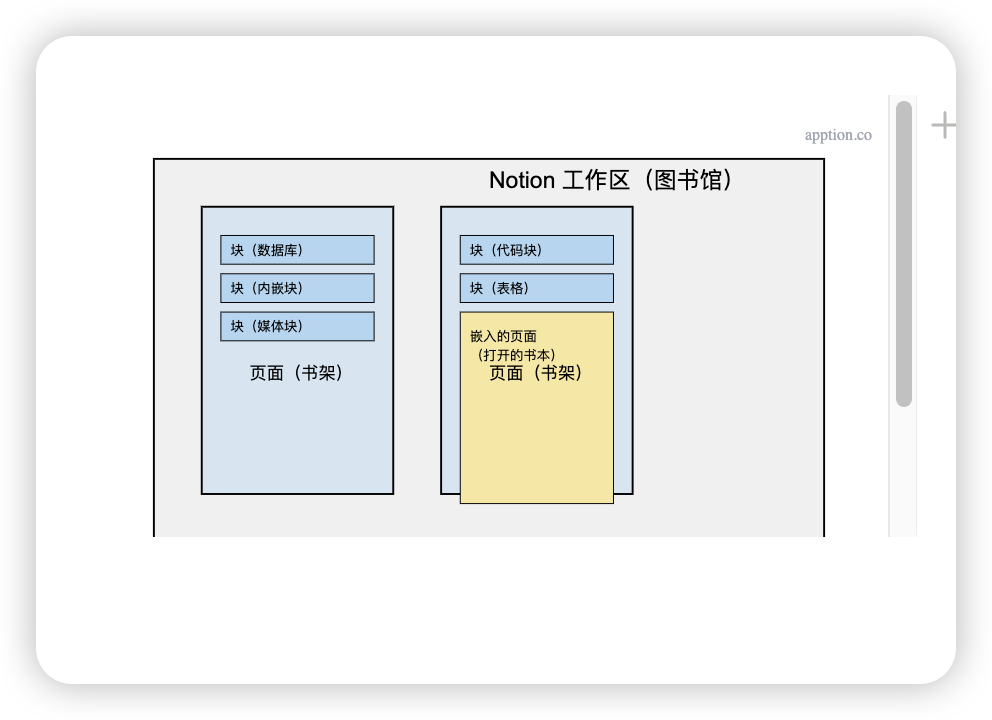 apption.co
Notion 工作区（图书馆）
块（数据库）
块（内嵌块）
块（媒体块）
页面（书架）
块（代码块）
块（表格）
嵌入的页面
（打开的书本）
页面（书架）